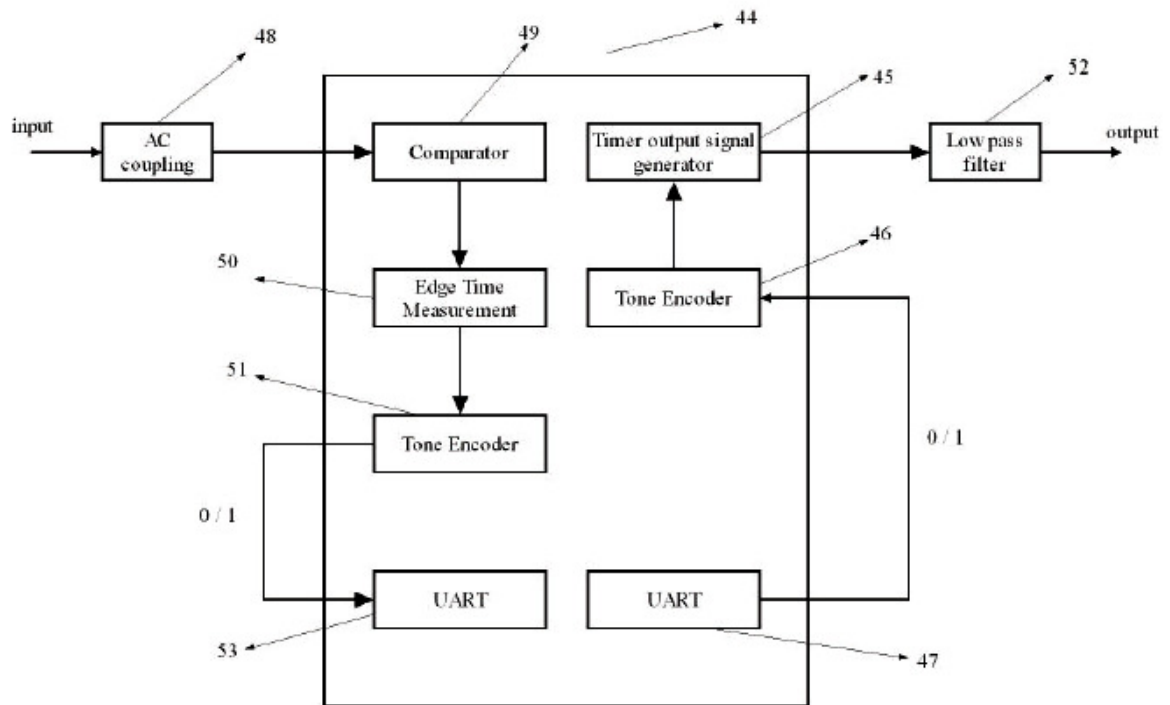 48
49
44
45
52
input
AC
coupling
Comparator
Timer output signal
generator
Low pass
filter
output
50
Edge Time
Measurement
46
Tone Encoder
51
Tone Encoder
0 / 1
0 / 1
UART
UART
53
47